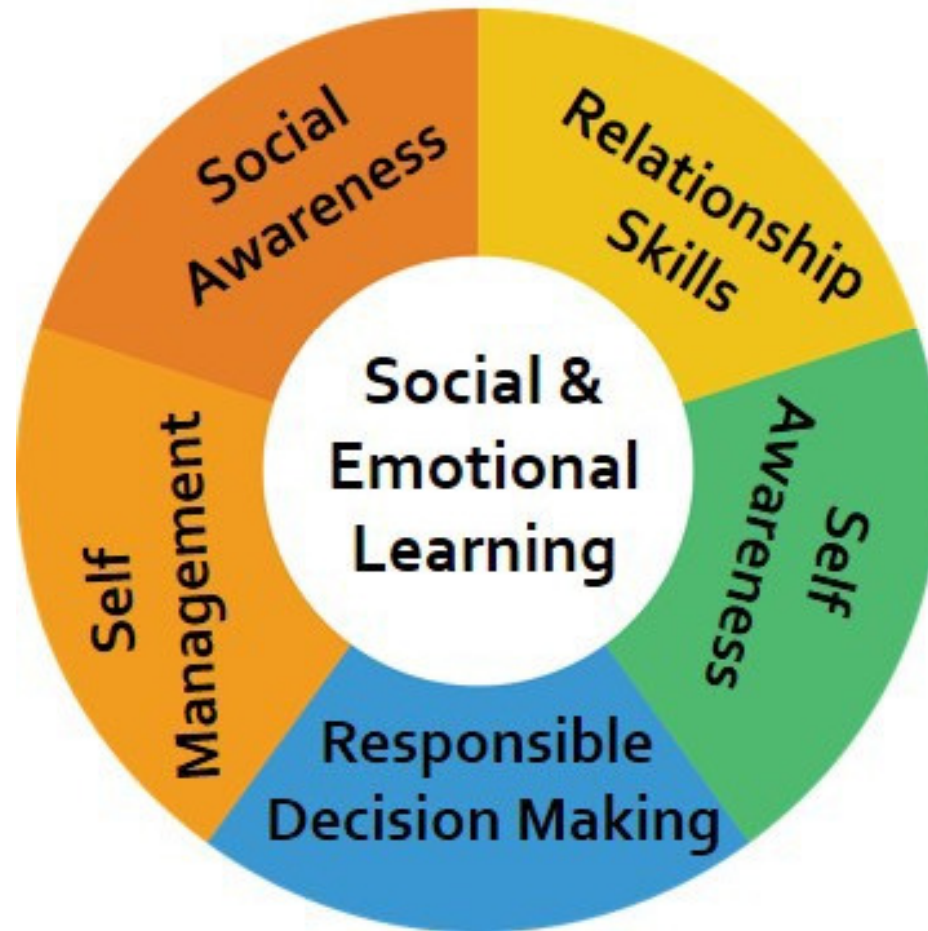 Social
Awareness
Relationship
Skills
Social &
Emotional
Learning
Self
Management
Self
Awareness
Responsible
Decision Making